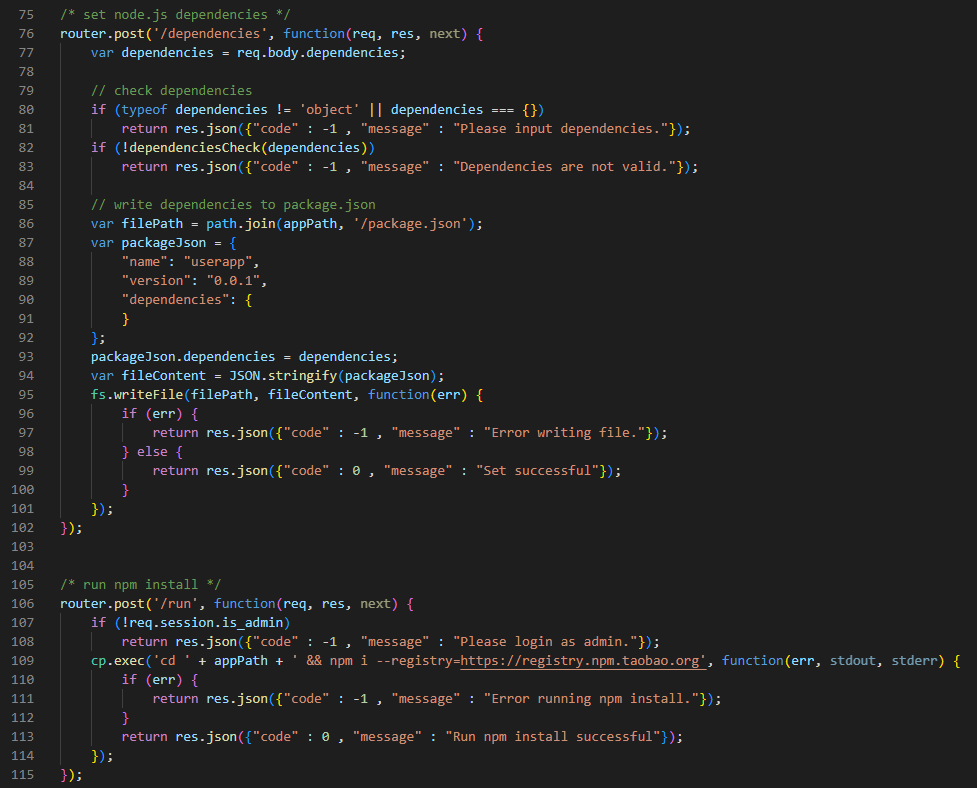 75 /* set node.js dependencies */
76 router.post('/dependencies', function(req, res, next) {
77     var dependencies = req.body.dependencies;
78
79     // check dependencies
80     if (typeof dependencies != 'object' || dependencies === {})
81         return res.json({"code" : -1 , "message" : "Please input dependencies."});
82     if (!dependenciesCheck(dependencies))
83         return res.json({"code" : -1 , "message" : "Dependencies are not valid."});
84
85     // write dependencies to package.json
86     var filePath = path.join(appPath, '/package.json');
87     var packageJson = {
88         "name": "userapp",
89         "version": "0.0.1",
90         "dependencies": {
91         }
92     };
93     packageJson.dependencies = dependencies;
94     var fileContent = JSON.stringify(packageJson);
95     fs.writeFile(filePath, fileContent, function(err) {
96         if (err) {
97             return res.json({"code" : -1 , "message" : "Error writing file."});
98         } else {
99             return res.json({"code" : 0 , "message" : "Set successful"});
100         }
101     });
102 });
103
104
105 /* run npm install */
106 router.post('/run', function(req, res, next) {
107     if (!req.session.is_admin)
108         return res.json({"code" : -1 , "message" : "Please login as admin."});
109     cp.exec('cd ' + appPath + ' && npm i --registry=https://registry.npm.taobao.org', function(err, stdout, stderr) {
110         if (err) {
111             return res.json({"code" : -1 , "message" : "Error running npm install."});
112         }
113         return res.json({"code" : 0 , "message" : "Run npm install successful"});
114     });
115 });